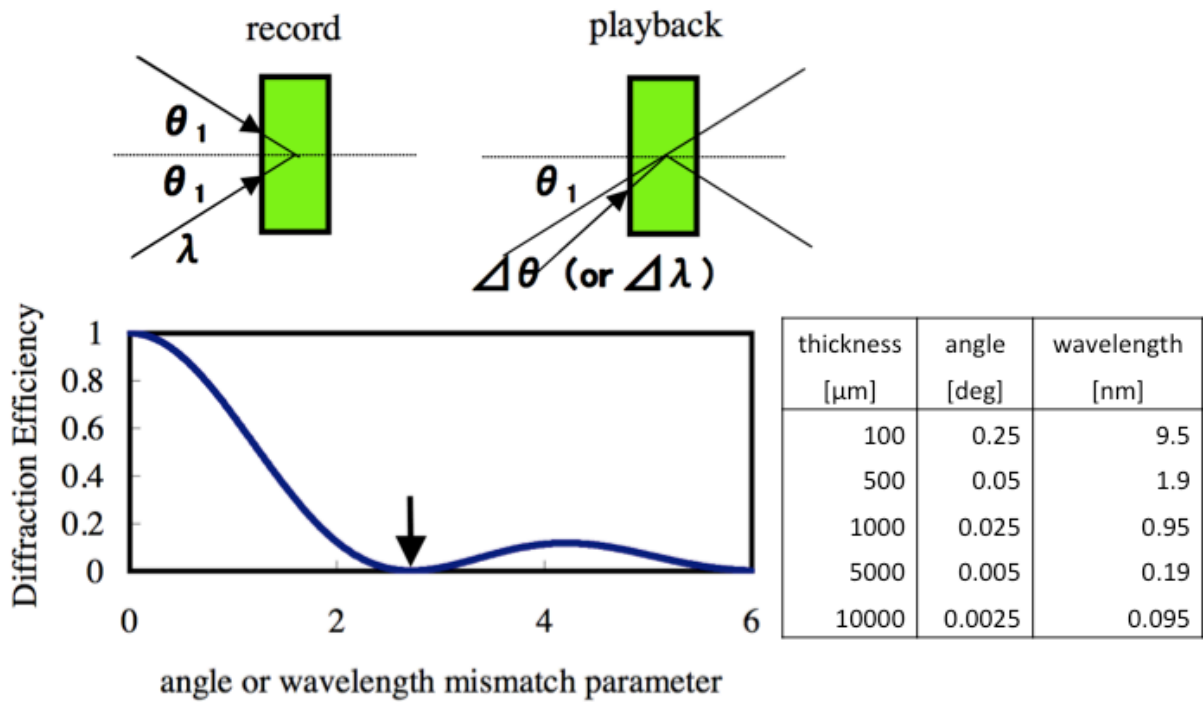 record
playback
θ 1
θ 1
λ
θ 1
⊿θ (or ⊿λ)
Diffraction Efficiency
1
0.8
0.6
0.4
0.2
0
0 2 4 6
angle or wavelength mismatch parameter
thickness angle wavelength
[μm] [deg] [nm]
100 0.25 9.5
500 0.05 1.9
1000 0.025 0.95
5000 0.005 0.19
10000 0.0025 0.095